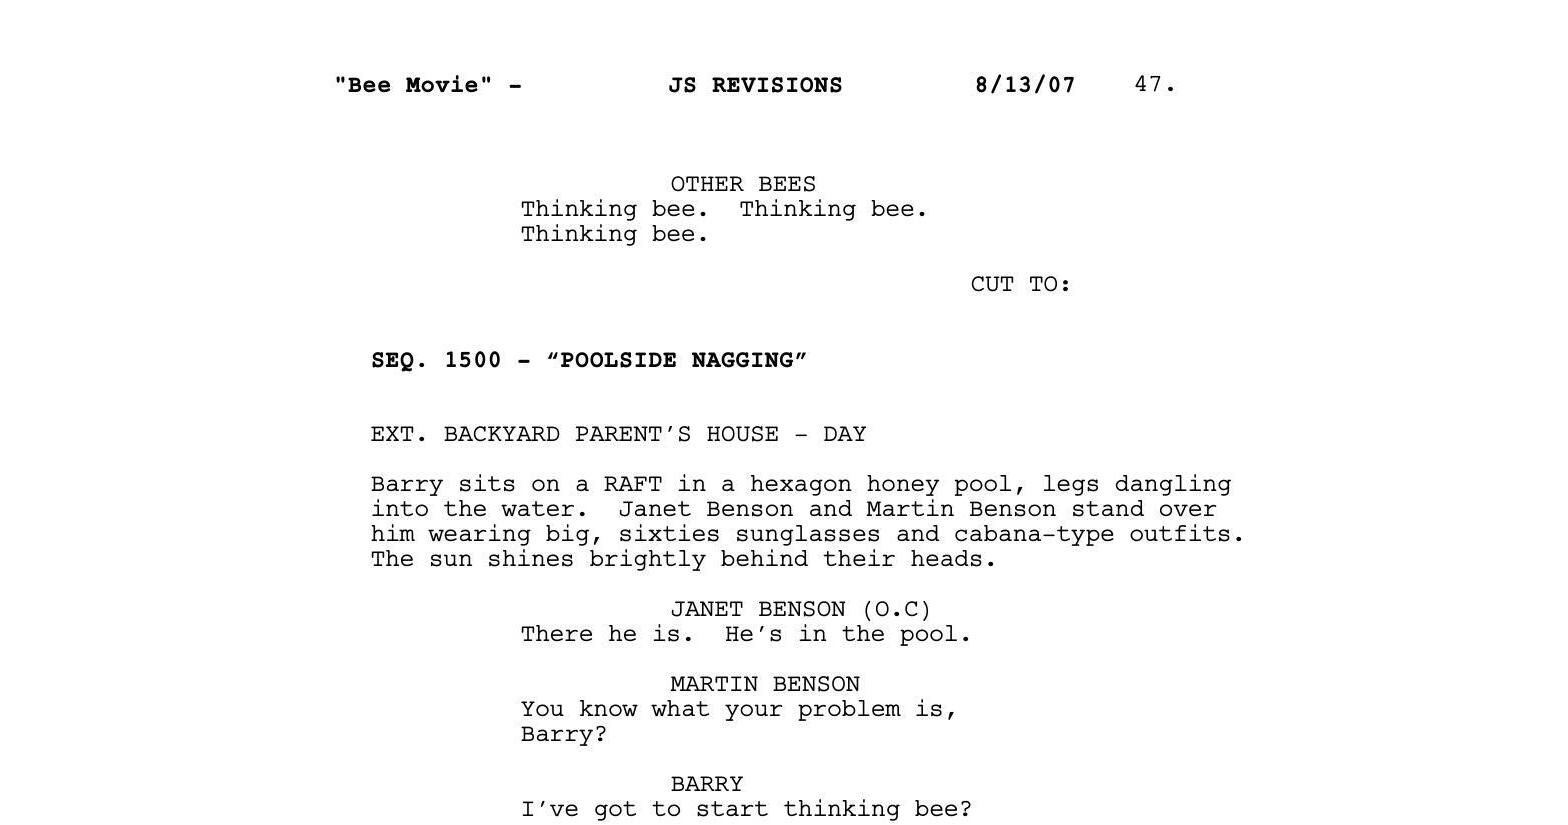 "Bee Movie" - JS REVISIONS 8/13/07 47.
OTHER BEES
Thinking bee. Thinking bee.
Thinking bee.
CUT TO:
SEQ. 1500 - “POOLSIDE NAGGING”
EXT. BACKYARD PARENT’S HOUSE - DAY
Barry sits on a RAFT in a hexagon honey pool, legs dangling
into the water. Janet Benson and Martin Benson stand over
him wearing big, sixties sunglasses and cabana-type outfits.
The sun shines brightly behind their heads.
JANET BENSON (O.C)
There he is. He’s in the pool.
MARTIN BENSON
You know what your problem is,
Barry?
BARRY
I’ve got to start thinking bee?